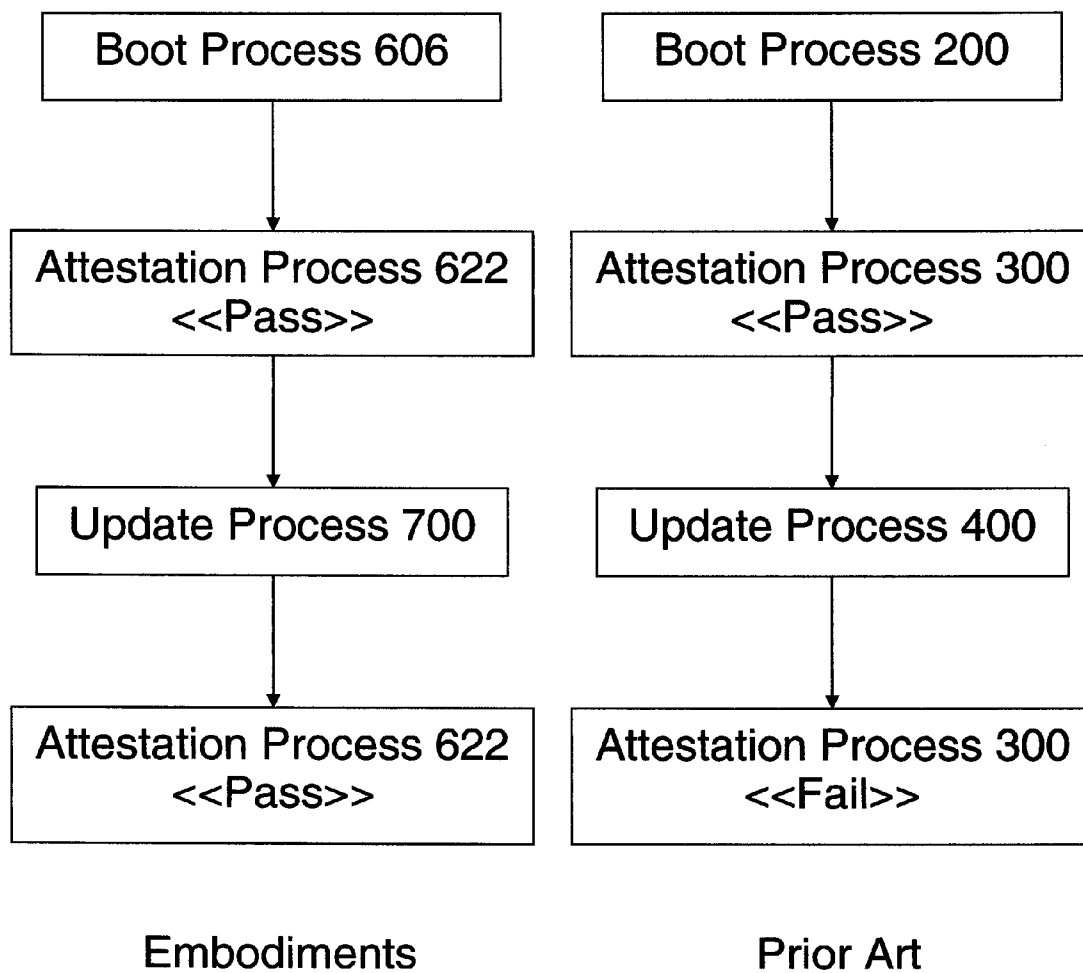 Boot Process 606
Boot Process 200
Attestation Process 622
<<Pass>>
Attestation Process 300
<<Pass>>
Update Process 700
Update Process 400
Attestation Process 622
<<Pass>>
Attestation Process 300
<<Fail>>
Embodiments
Prior Art